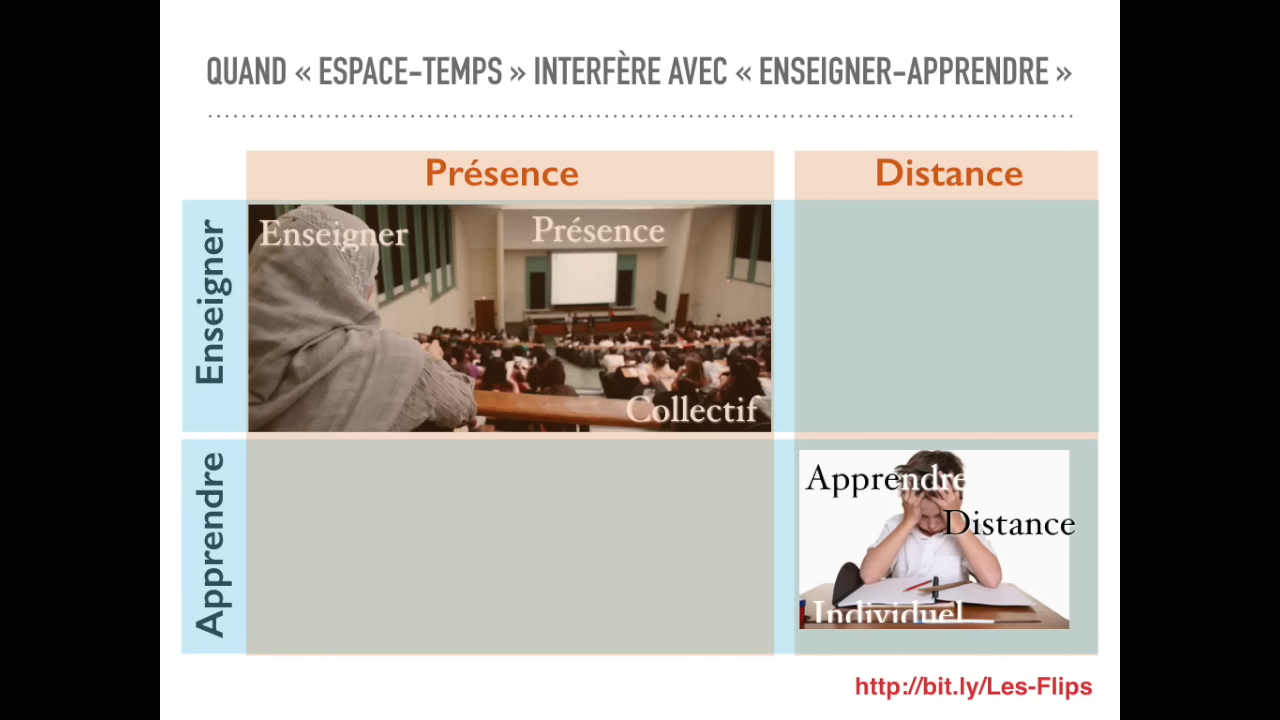 QUAND « ESPACE-TEMPS » INTERFÈRE AVEC « ENSEIGNER-APPRENDRE »
Présence
Distance
Enseigner
Enseigner
Présence
Collectif
Apprendre
Apprendre
Distance
Individuel
http://bit.ly/Les-Flips